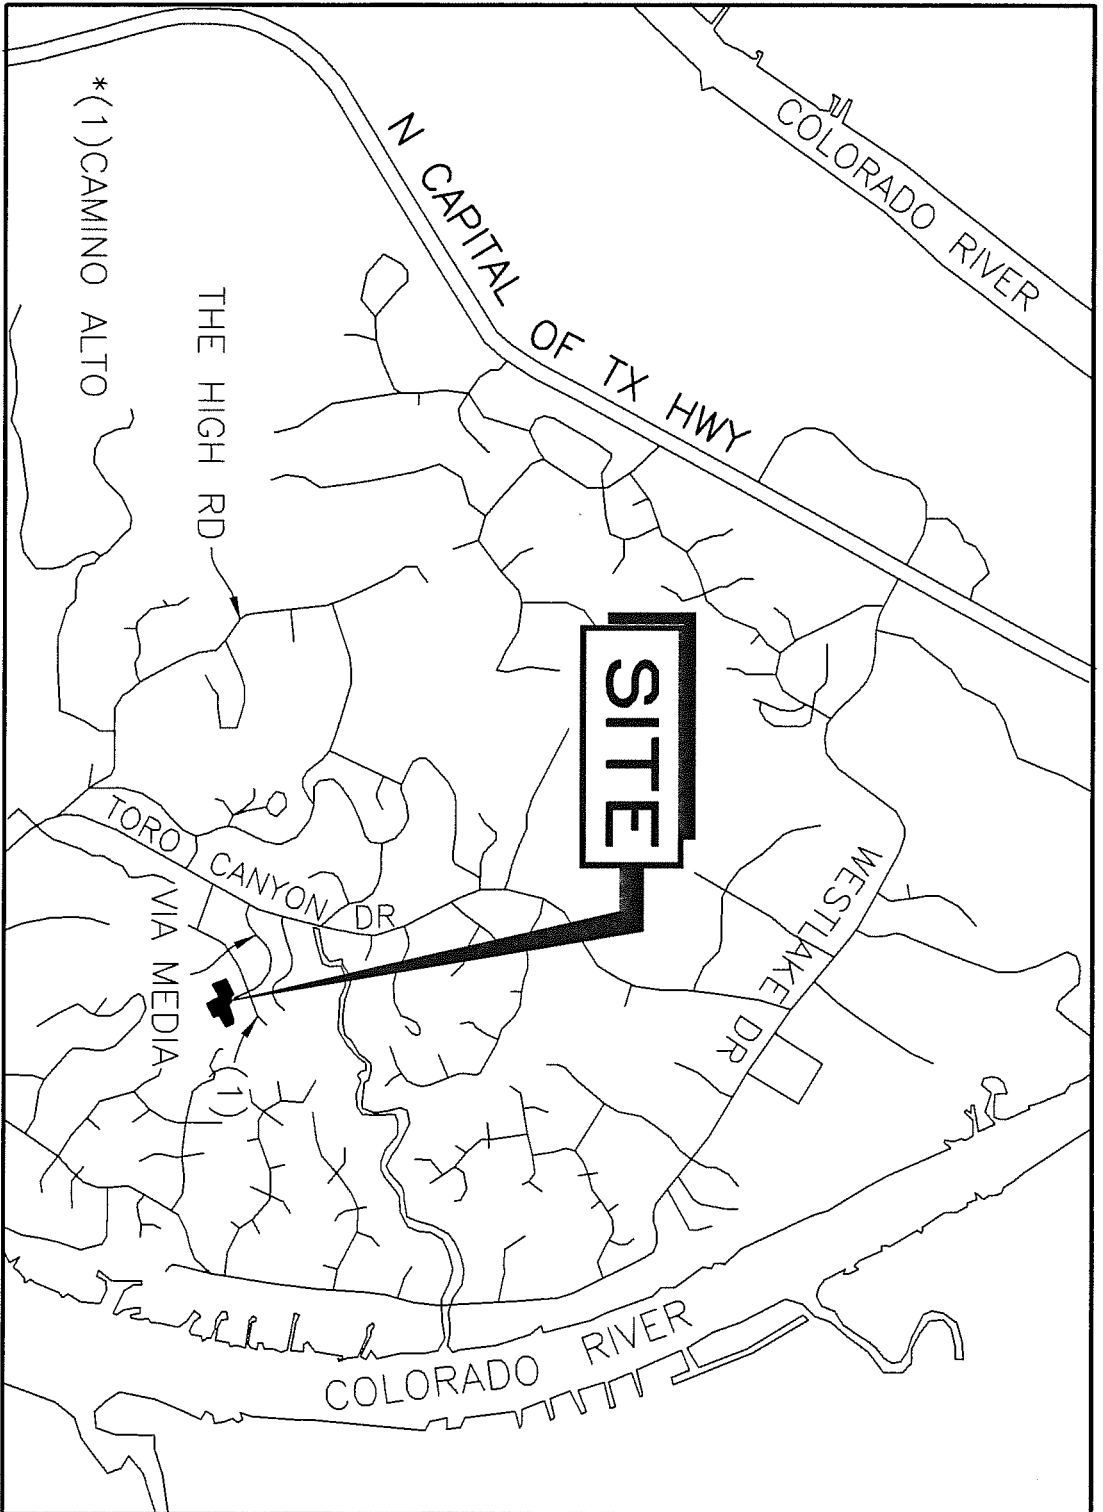 COLORADO RIVER
N CAPITAL OF TX HWY
*(1)CAMINO ALTO
THE HIGH RD
SITE
WESTLAKE DR
TORO CANYON DR
VIA MEDIA
(1)
COLORADO RIVER